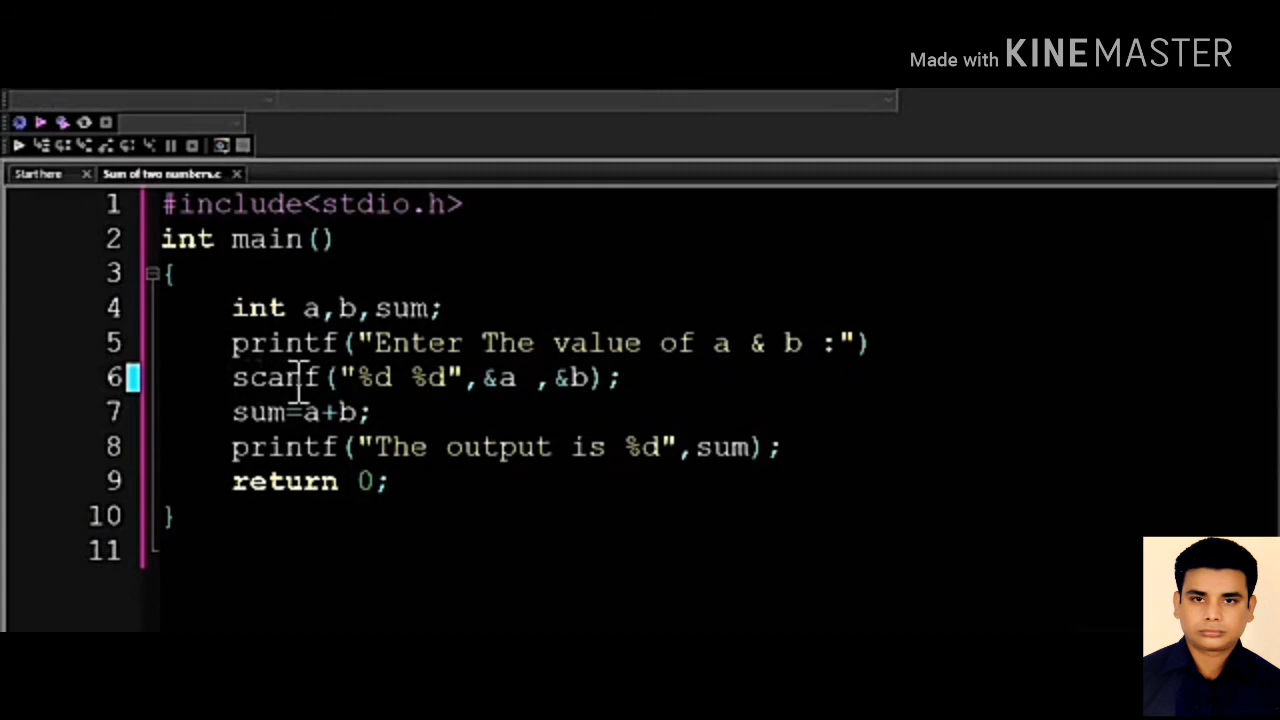 Made with KINEMASTER
Start here
Sum of two numbers.c
1 #include<stdio.h>
2 int main()
3 {
4 int a,b,sum;
5 printf("Enter The value of a & b :")
6 scanf("%d %d",&a ,&b);
7 sum=a+b;
8 printf("The output is %d",sum);
9 return 0;
10 }
11